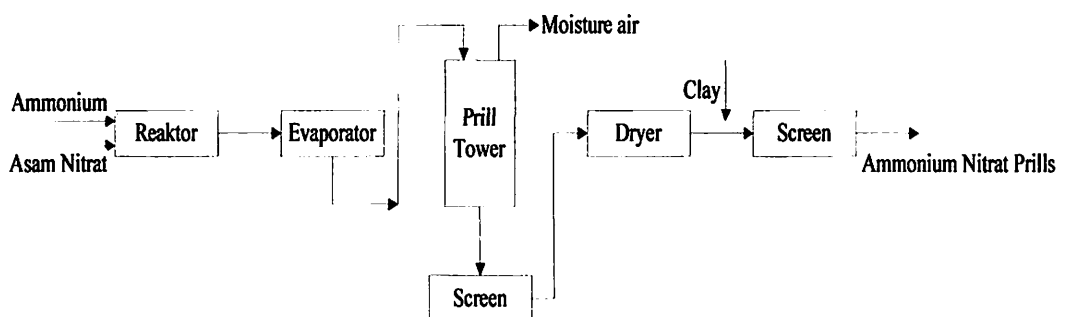 Moisture air
Ammonium
Asam Nitrat
Reaktor
Evaporator
Prill
Tower
Dryer
Clay
Screen
Ammonium Nitrat Prills
Screen